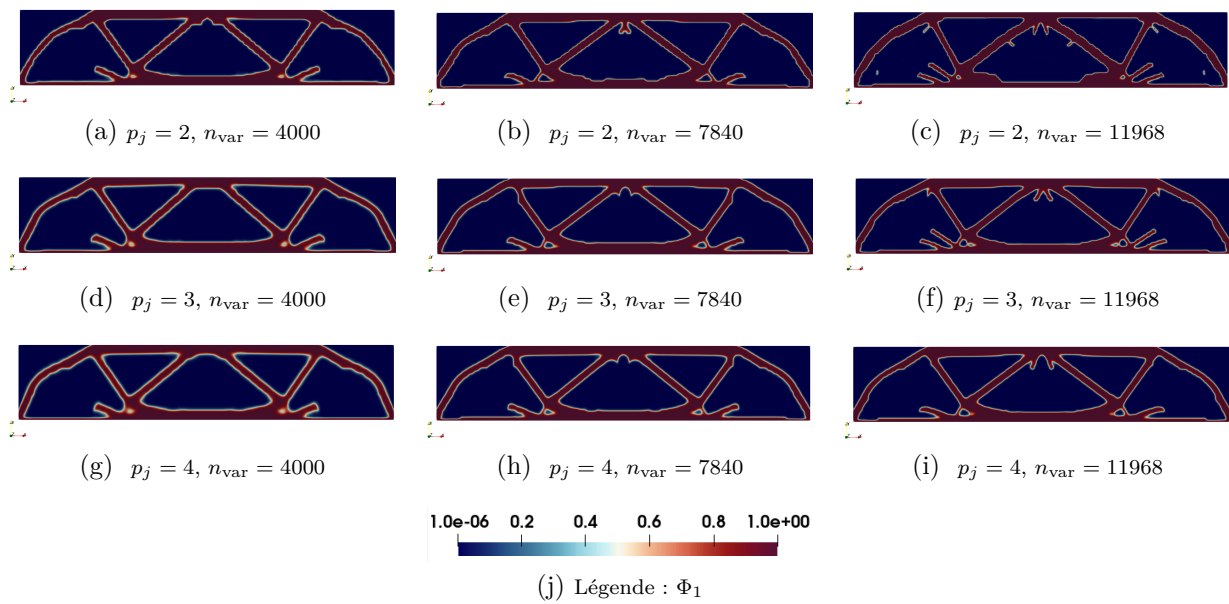 (a) p_j = 2, n_var = 4000
(b) p_j = 2, n_var = 7840
(c) p_j = 2, n_var = 11968
(d) p_j = 3, n_var = 4000
(e) p_j = 3, n_var = 7840
(f) p_j = 3, n_var = 11968
(g) p_j = 4, n_var = 4000
(h) p_j = 4, n_var = 7840
(i) p_j = 4, n_var = 11968
1.0e-06 0.2 0.4 0.6 0.8 1.0e+00
(j) Légende : Φ₁